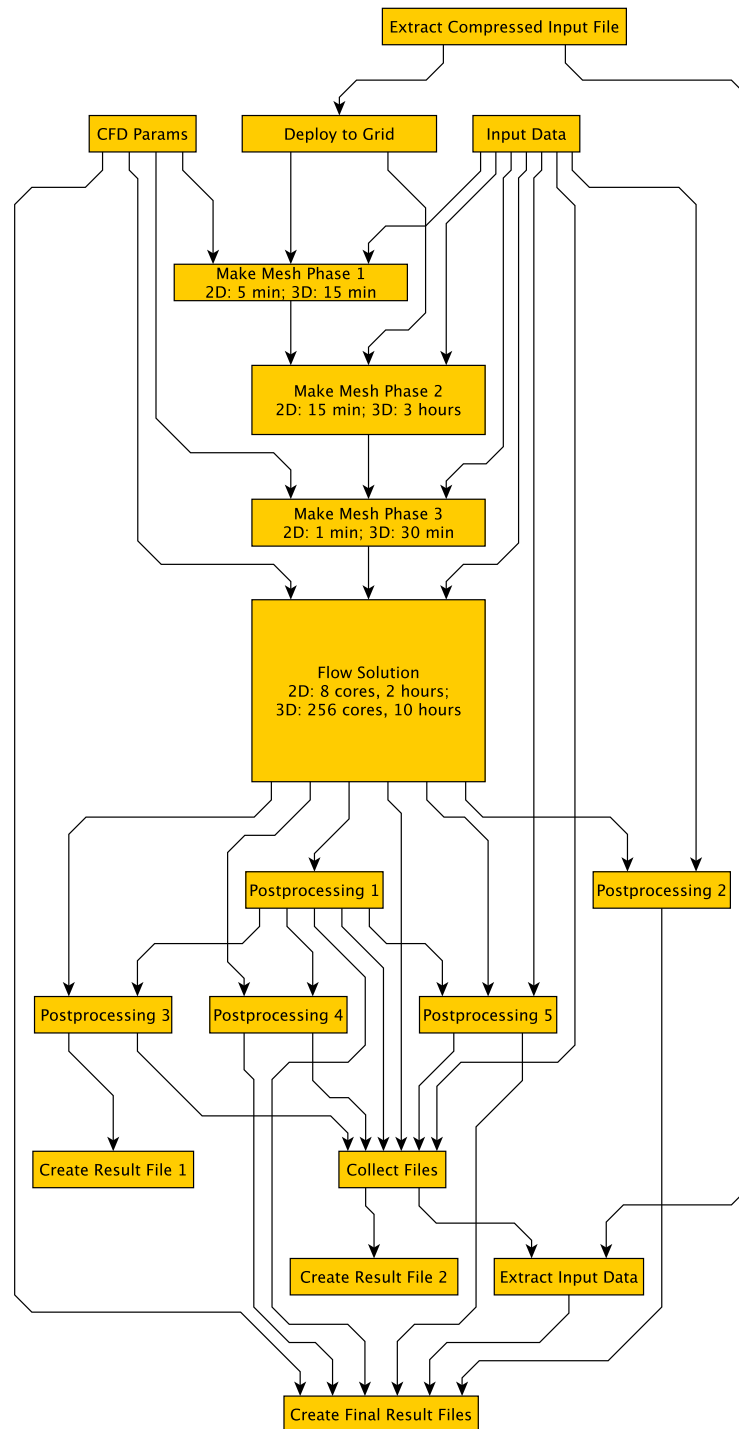 Extract Compressed Input File
CFD Params
Deploy to Grid
Input Data
Make Mesh Phase 1
2D: 5 min; 3D: 15 min
Make Mesh Phase 2
2D: 15 min; 3D: 3 hours
Make Mesh Phase 3
2D: 1 min; 3D: 30 min
Flow Solution
2D: 8 cores, 2 hours;
3D: 256 cores, 10 hours
Postprocessing 1
Postprocessing 2
Postprocessing 3
Postprocessing 4
Postprocessing 5
Create Result File 1
Collect Files
Create Result File 2
Extract Input Data
Create Final Result Files